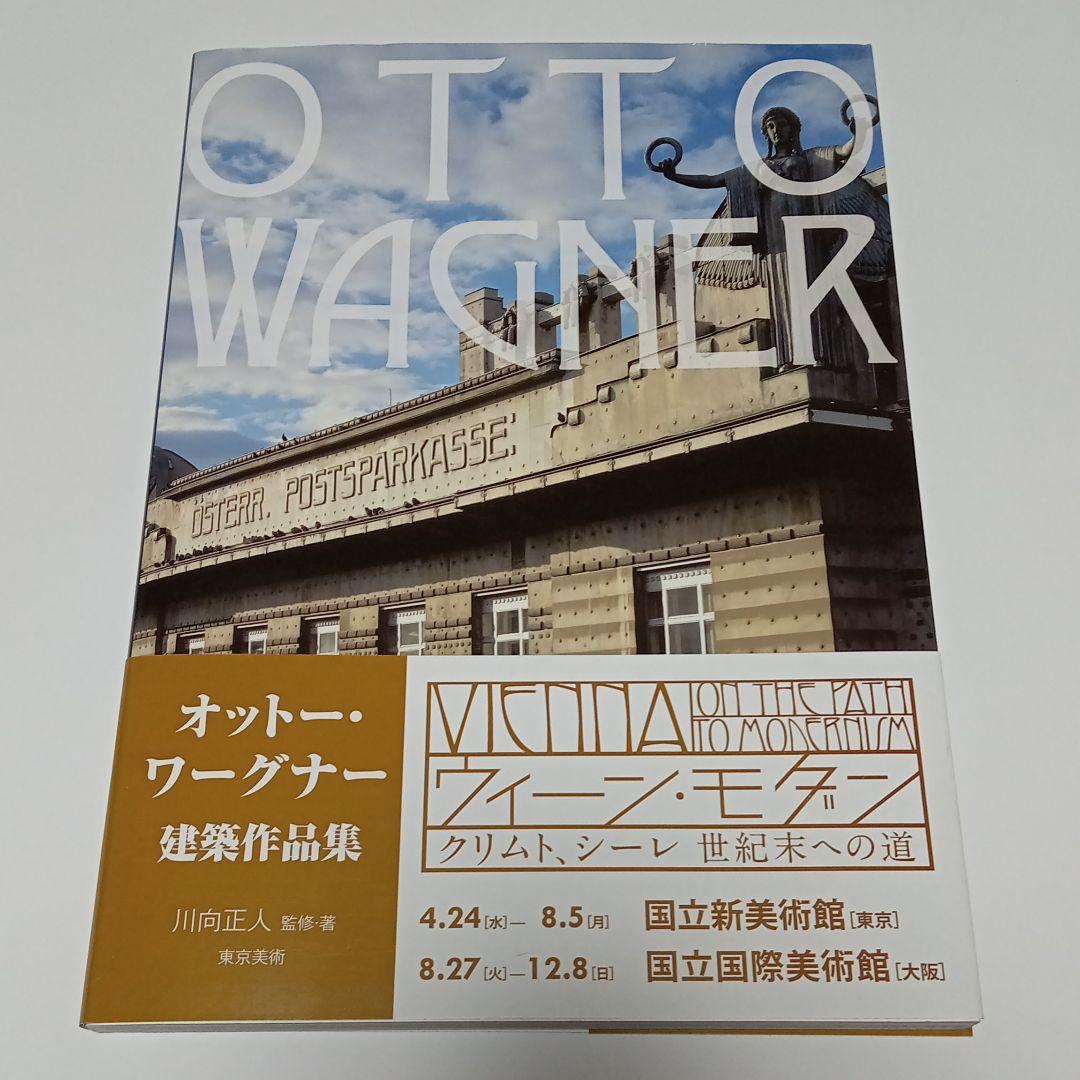 OTTO
WAGNER
ÖSTERR. POSTSPARKASSE:
オットー・
ワーグナー
建築作品集
川向正人 監修・著
東京美術
VIENNA ON THE PATH
TO MODERNISM
ウィーン・モダン
クリムト、シーレ 世紀末への道
4.24[水]— 8.5[月] 国立新美術館[東京]
8.27[火]—12.8[日] 国立国際美術館[大阪]